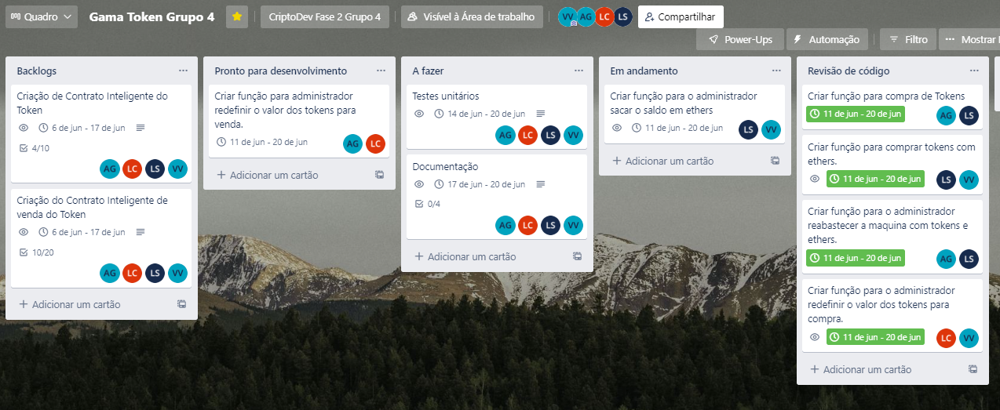 Quadro
Gama Token Grupo 4
CriptoDev Fase 2 Grupo 4
Visível à Área de trabalho
VV AG LC LS
Compartilhar
Power-Ups
Automação
Filtro
Mostrar
Backlogs
Criação de Contrato Inteligente do
Token
6 de jun - 17 de jun
4/10
AG LC LS VV
Criação do Contrato Inteligente de
venda do Token
6 de jun - 17 de jun
10/20
AG LC LS VV
Adicionar um cartão
Pronto para desenvolvimento
Criar função para administrador
redefinir o valor dos tokens para
venda.
11 de jun - 20 de jun
AG LC
Adicionar um cartão
A fazer
Testes unitários
14 de jun - 20 de jun
AG LC LS VV
Documentação
17 de jun - 20 de jun
0/4
AG LC LS VV
Adicionar um cartão
Em andamento
Criar função para o administrador
sacar o saldo em ethers
11 de jun - 20 de jun
LS VV
Adicionar um cartão
Revisão de código
Criar função para compra de Tokens
11 de jun - 20 de jun
AG LS
Criar função para comprar tokens com
ethers.
11 de jun - 20 de jun
LS VV
Criar função para o administrador
reabastecer a maquina com tokens e
ethers.
11 de jun - 20 de jun
AG LS
Criar função para o administrador
redefinir o valor dos tokens para
compra.
11 de jun - 20 de jun
LC VV
Adicionar um cartão